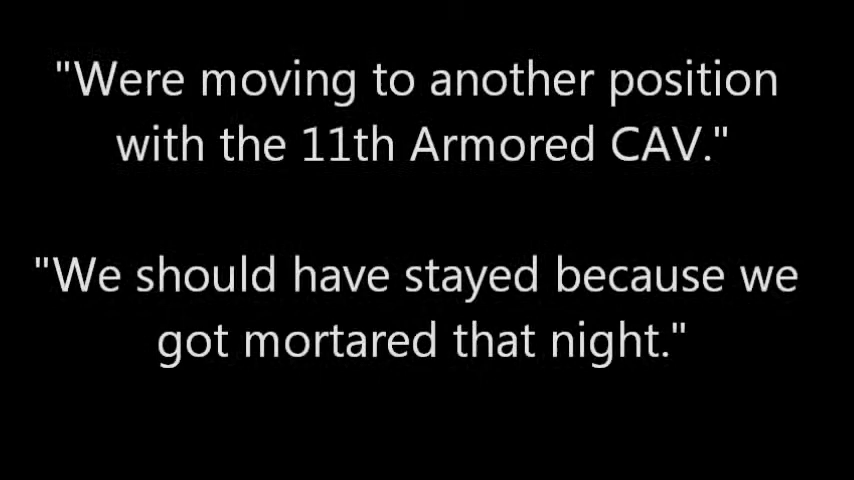 "Were moving to another position
with the 11th Armored CAV."
"We should have stayed because we
got mortared that night."